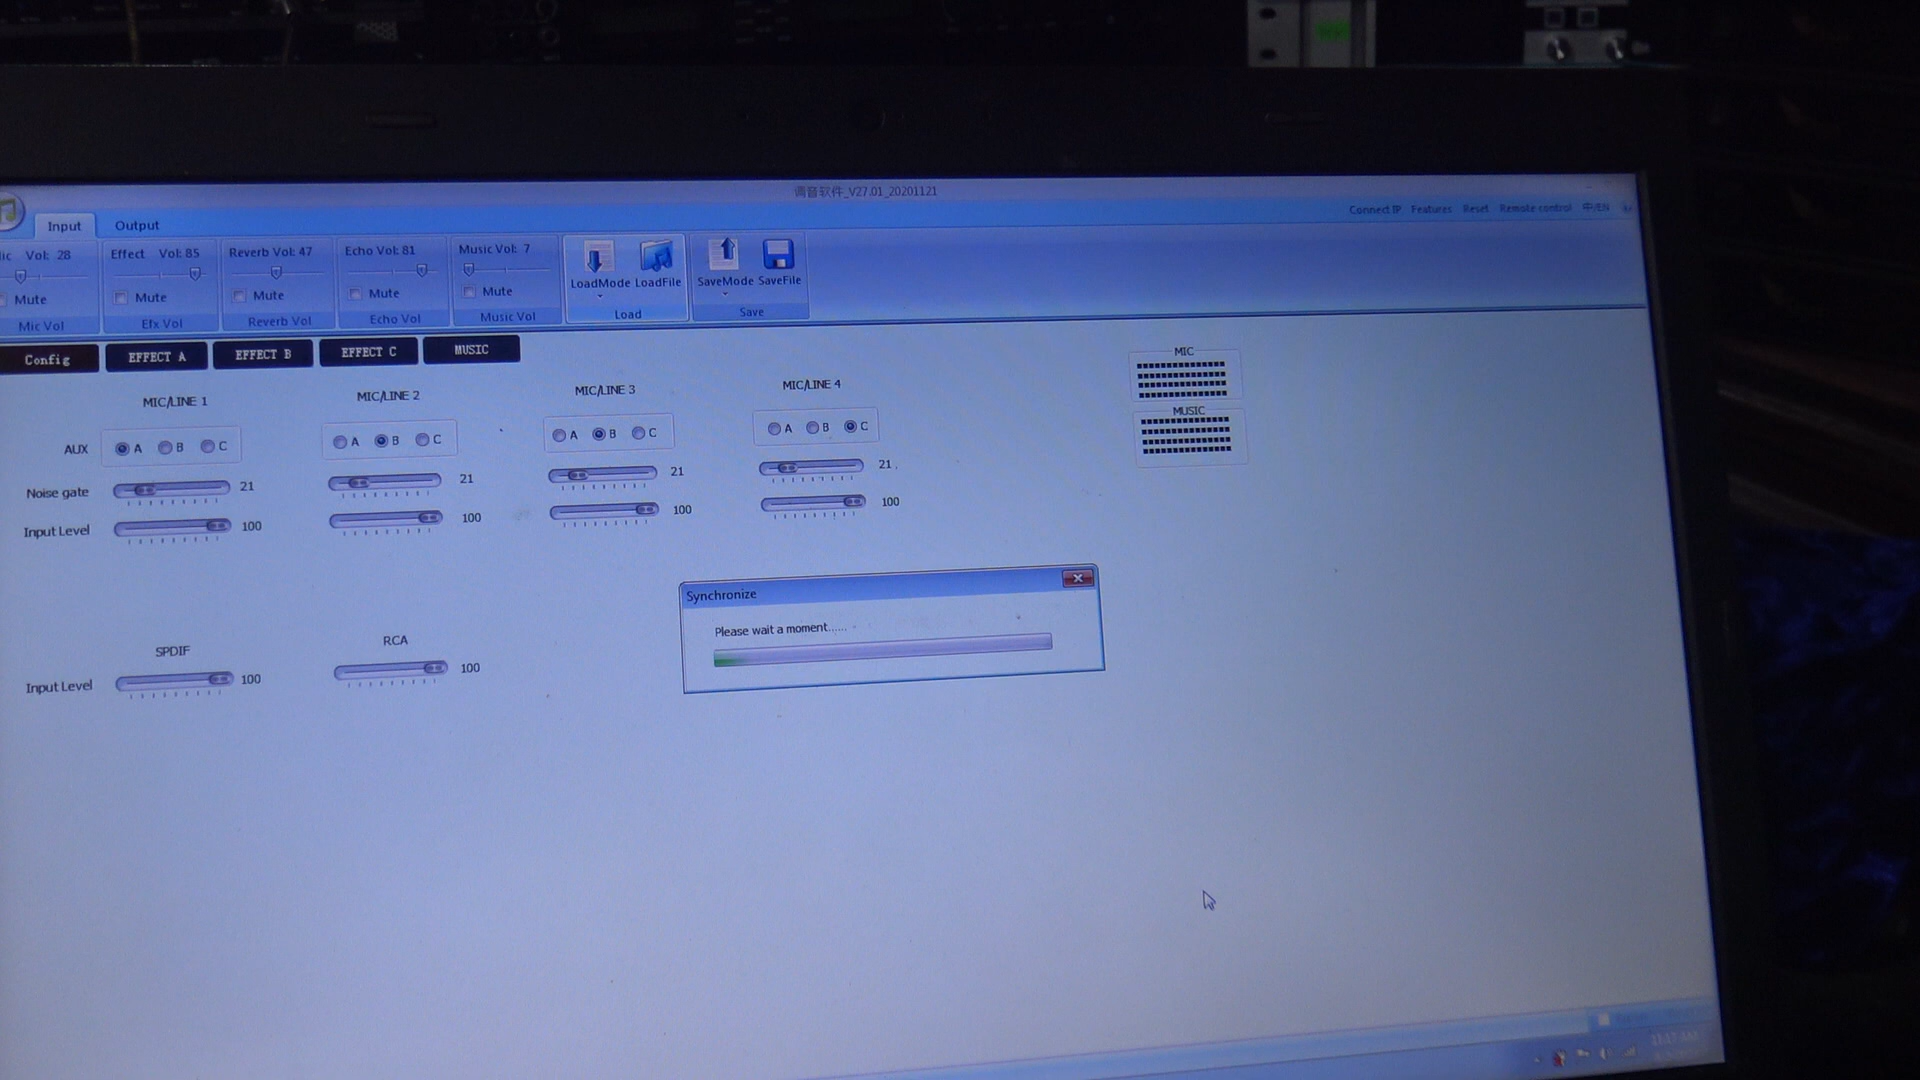 调音软件_V27.01_20201121
Connect IP Features Reset Remote control 中/EN
Input Output
Vol: 28
Effect Vol: 85
Reverb Vol: 47
Echo Vol: 81
Music Vol: 7
Mute
Mute
Mute
Mute
Mute
LoadMode LoadFile
SaveMode SaveFile
Mic Vol
Efx Vol
Reverb Vol
Echo Vol
Music Vol
Load
Save
Config
EFFECT A
EFFECT B
EFFECT C
MUSIC
MIC
MUSIC
MIC/LINE 1
MIC/LINE 2
MIC/LINE 3
MIC/LINE 4
AUX
A B C
A B C
A B C
A B C
Noise gate
21
21
21
21
Input Level
100
100
100
100
Synchronize
Please wait a moment......
SPDIF
RCA
Input Level
100
100